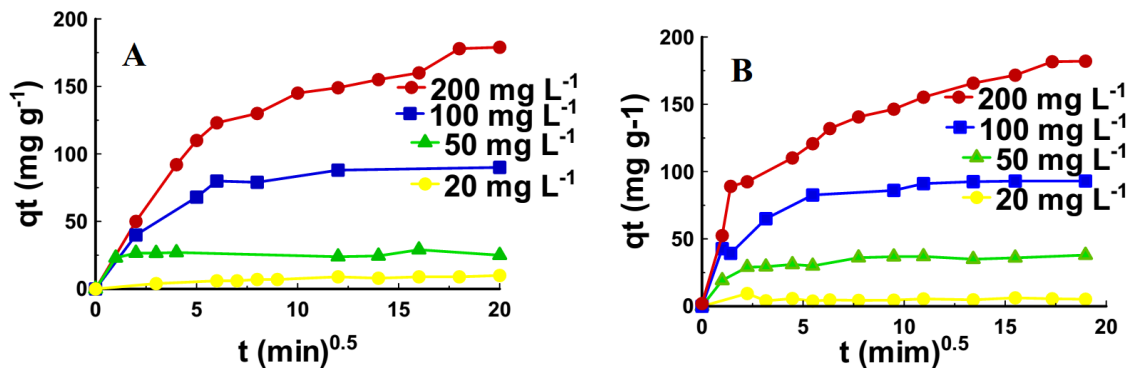 A
qt (mg g⁻¹)
200
150
100
50
0
200 mg L⁻¹
100 mg L⁻¹
50 mg L⁻¹
20 mg L⁻¹
0 5 10 15 20
t (min)⁰·⁵
B
qt (mg g-1)
200
150
100
50
0
200 mg L⁻¹
100 mg L⁻¹
50 mg L⁻¹
20 mg L⁻¹
0 5 10 15 20
t (mim)⁰·⁵